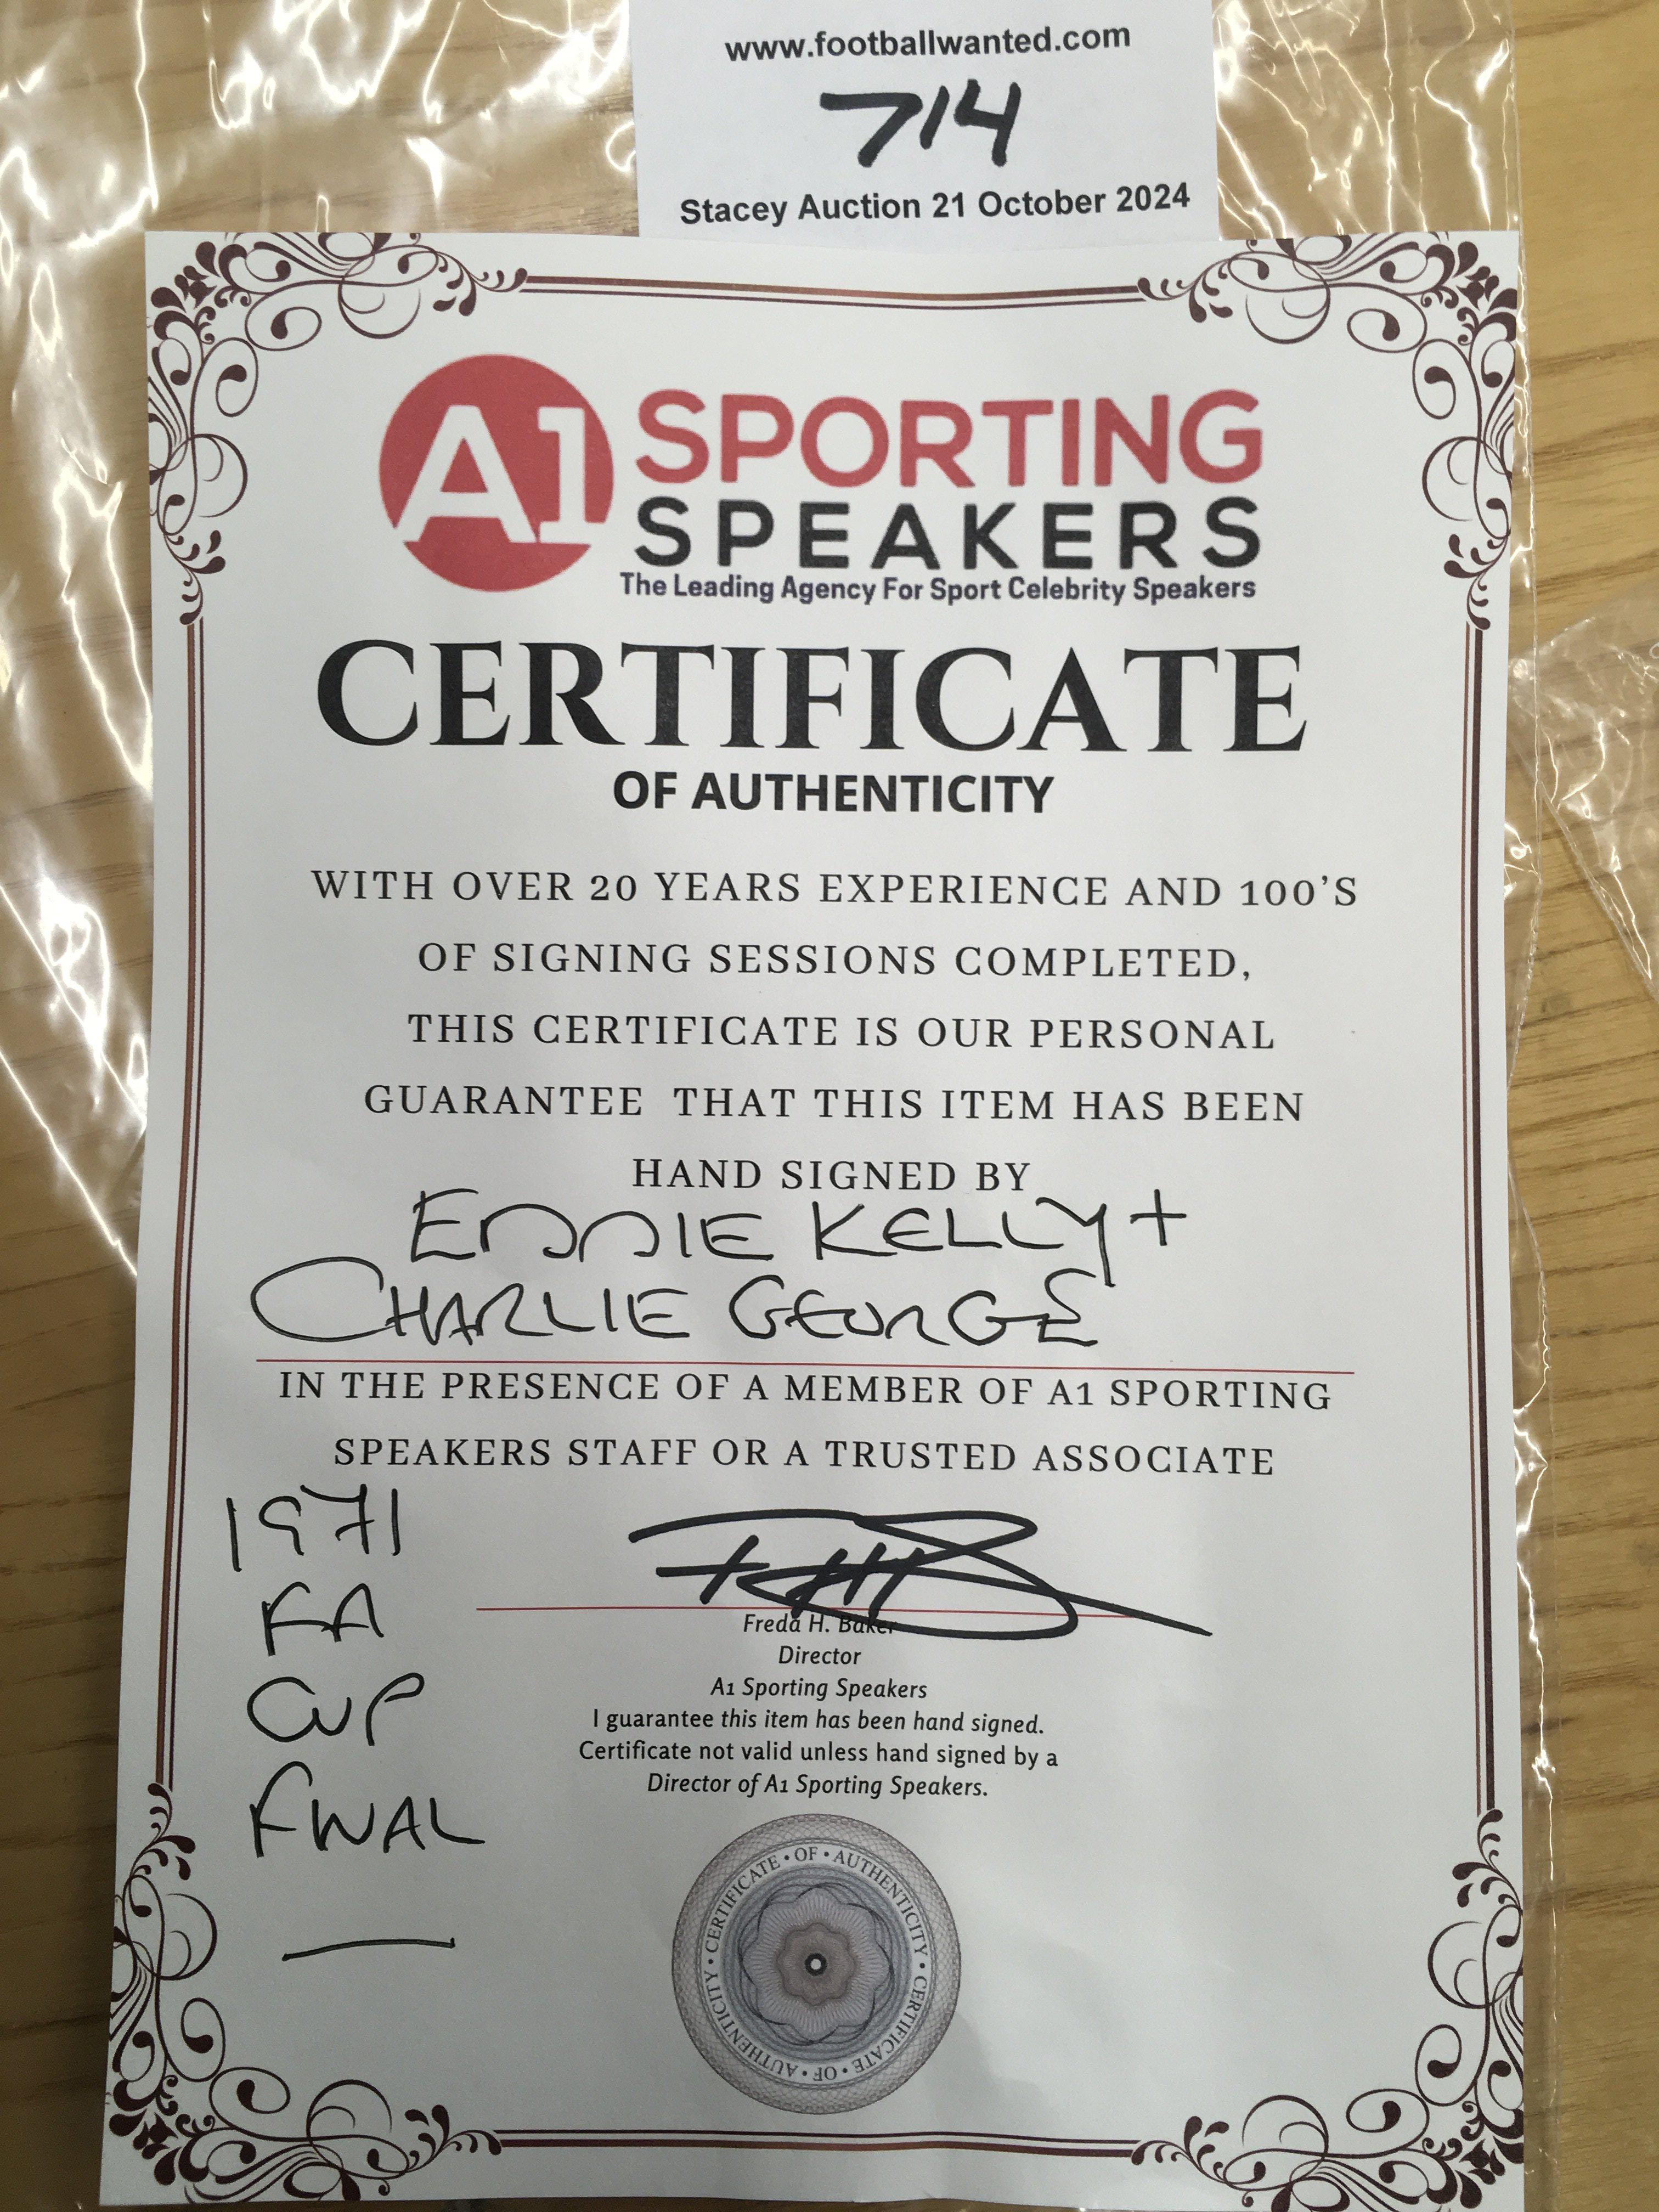 www.footballwanted.com
714
Stacey Auction 21 October 2024
A1 SPORTING
SPEAKERS
The Leading Agency For Sport Celebrity Speakers
CERTIFICATE
OF AUTHENTICITY
WITH OVER 20 YEARS EXPERIENCE AND 100'S
OF SIGNING SESSIONS COMPLETED,
THIS CERTIFICATE IS OUR PERSONAL
GUARANTEE THAT THIS ITEM HAS BEEN
HAND SIGNED BY
EDDIE KELLY +
CHARLIE GEORGE
IN THE PRESENCE OF A MEMBER OF A1 SPORTING
SPEAKERS STAFF OR A TRUSTED ASSOCIATE
1971
FA
CUP
FINAL
Freda H. Baker
Director
A1 Sporting Speakers
I guarantee this item has been hand signed.
Certificate not valid unless hand signed by a
Director of A1 Sporting Speakers.
CERTIFICATE • OF • AUTHENTICITY • CERTIFICATE • OF • AUTHENTICITY •